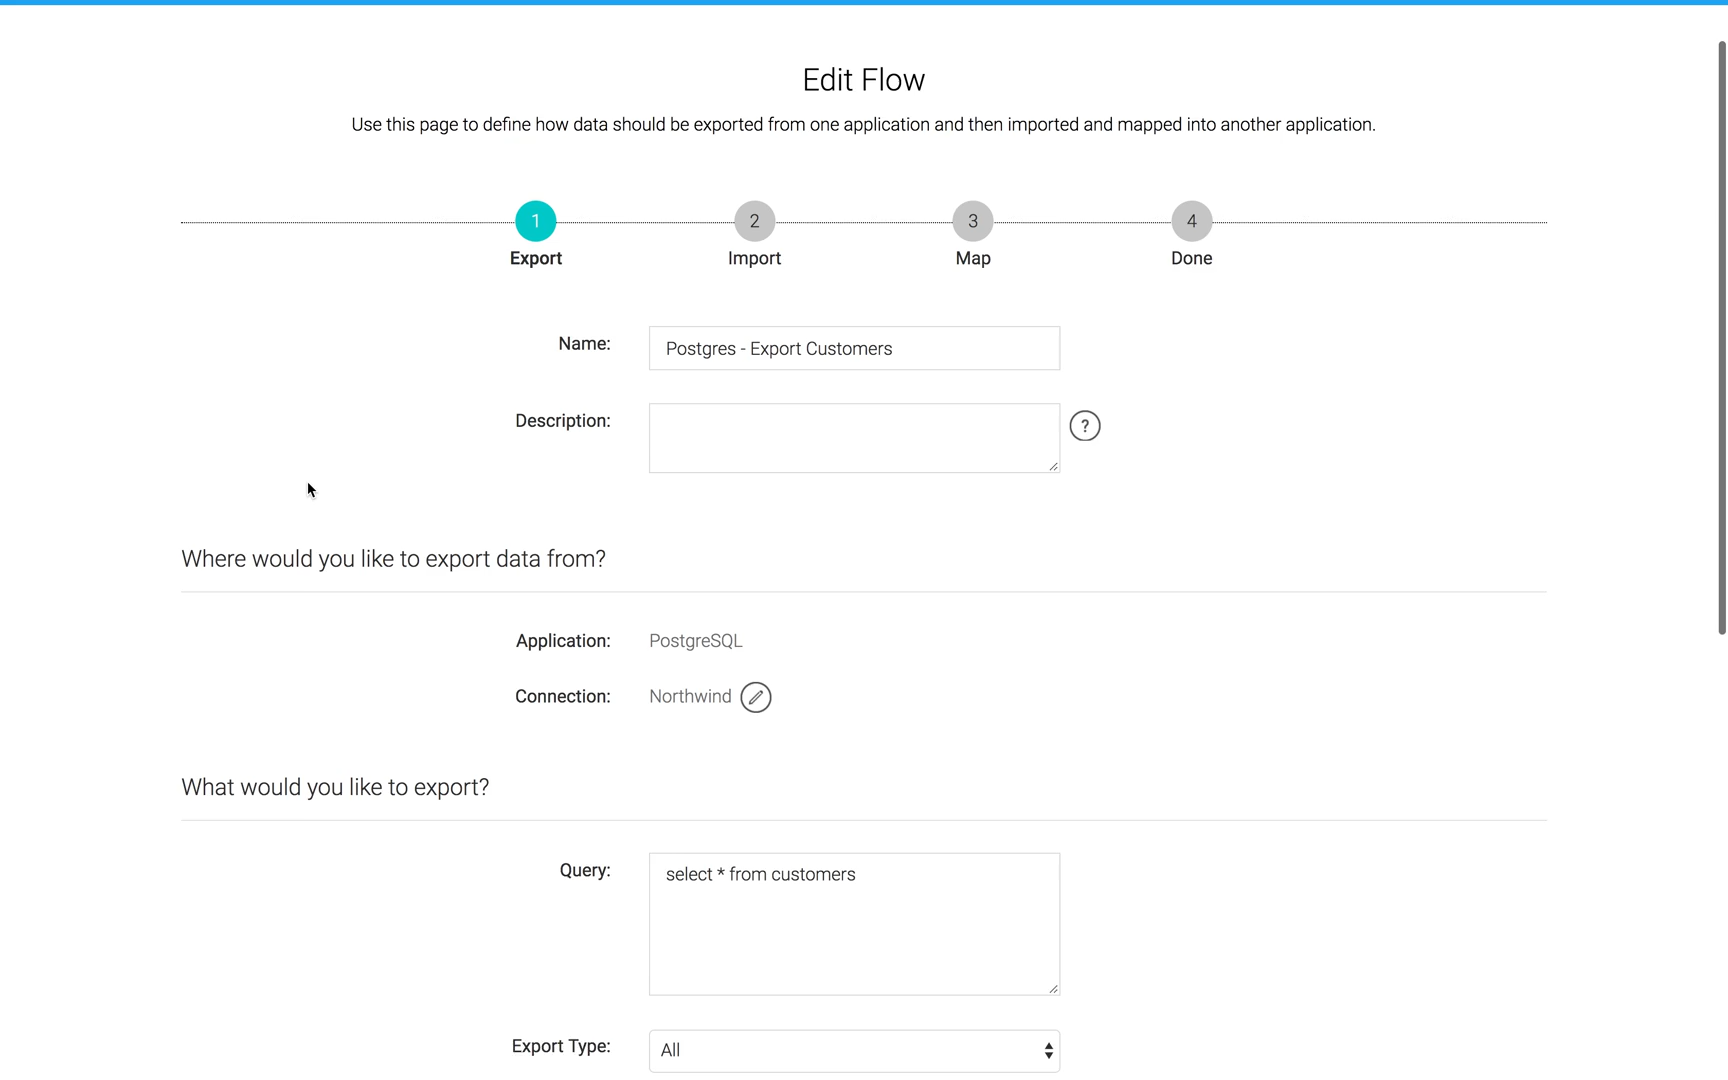 Edit Flow
Use this page to define how data should be exported from one application and then imported and mapped into another application.
1
2
3
4
Export
Import
Map
Done
Name:
Postgres - Export Customers
Description:
?
Where would you like to export data from?
Application:
PostgreSQL
Connection:
Northwind
What would you like to export?
Query:
select * from customers
Export Type:
All